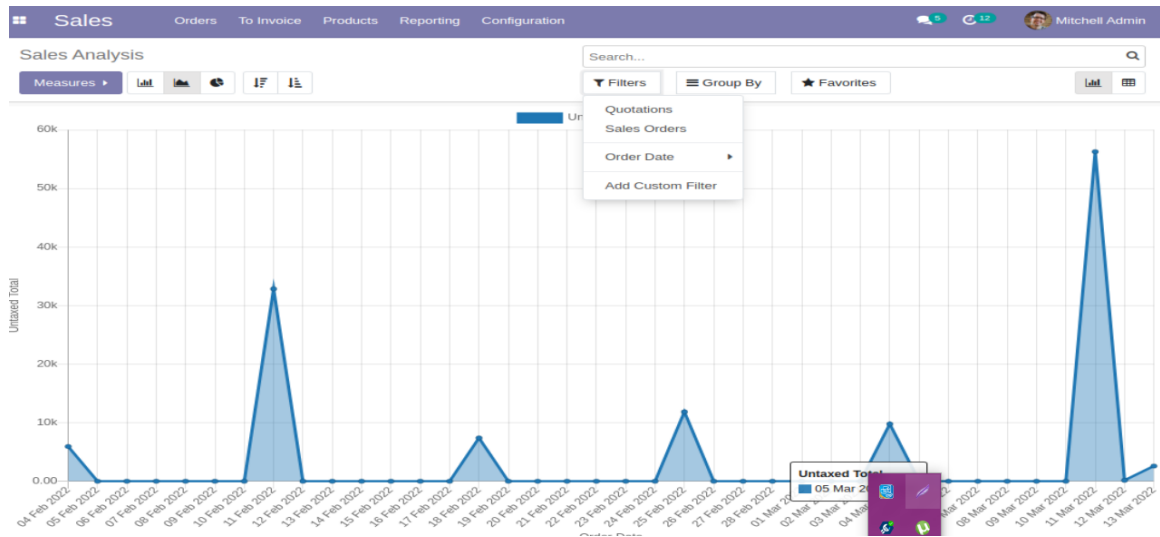 Sales Orders To Invoice Products Reporting Configuration 5 12 Mitchell Admin
Sales Analysis
Search...
Measures Filters Group By Favorites
Quotations
Sales Orders
Order Date
Add Custom Filter
60k
50k
40k
30k
20k
10k
0.00
Untaxed Total
Untaxed Total
05 Mar
04 Feb 2022
05 Feb 2022
06 Feb 2022
07 Feb 2022
08 Feb 2022
09 Feb 2022
10 Feb 2022
11 Feb 2022
12 Feb 2022
13 Feb 2022
14 Feb 2022
15 Feb 2022
16 Feb 2022
17 Feb 2022
18 Feb 2022
19 Feb 2022
20 Feb 2022
21 Feb 2022
22 Feb 2022
23 Feb 2022
24 Feb 2022
25 Feb 2022
26 Feb 2022
27 Feb 2022
28 Feb 2022
01 Mar
02 Mar
03 Mar
04 Mar
Mar 2022
08 Mar 2022
09 Mar 2022
10 Mar 2022
11 Mar 2022
12 Mar 2022
13 Mar 2022
Order Date